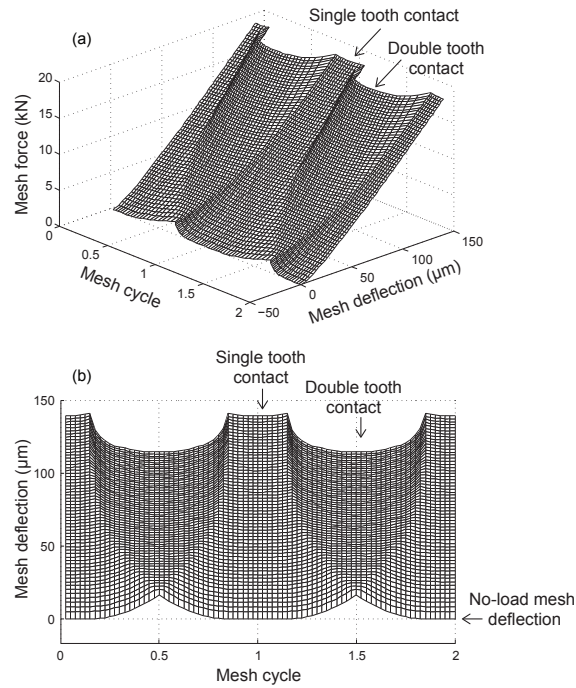 (a)
Single tooth contact
Double tooth
contact
20
15
10
5
0
Mesh force (kN)
0
0.5
1
1.5
2
Mesh cycle
−50
0
50
100
150
Mesh deflection (µm)
(b)
Single tooth
contact
Double tooth
contact
150
100
50
0
Mesh deflection (µm)
No-load mesh
deflection
0
0.5
1
1.5
2
Mesh cycle